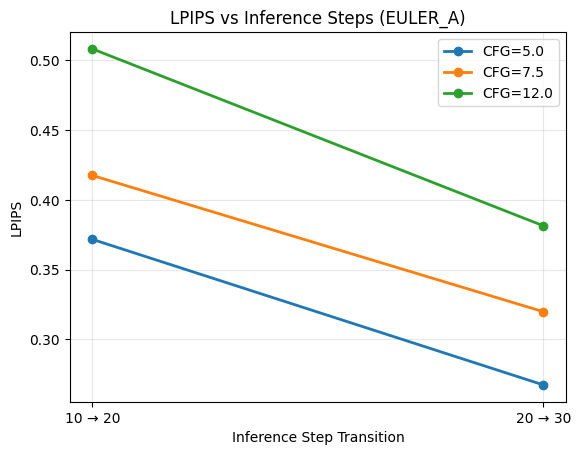 LPIPS vs Inference Steps (EULER_A)
CFG=5.0
CFG=7.5
CFG=12.0
LPIPS
0.50
0.45
0.40
0.35
0.30
10 → 20
20 → 30
Inference Step Transition